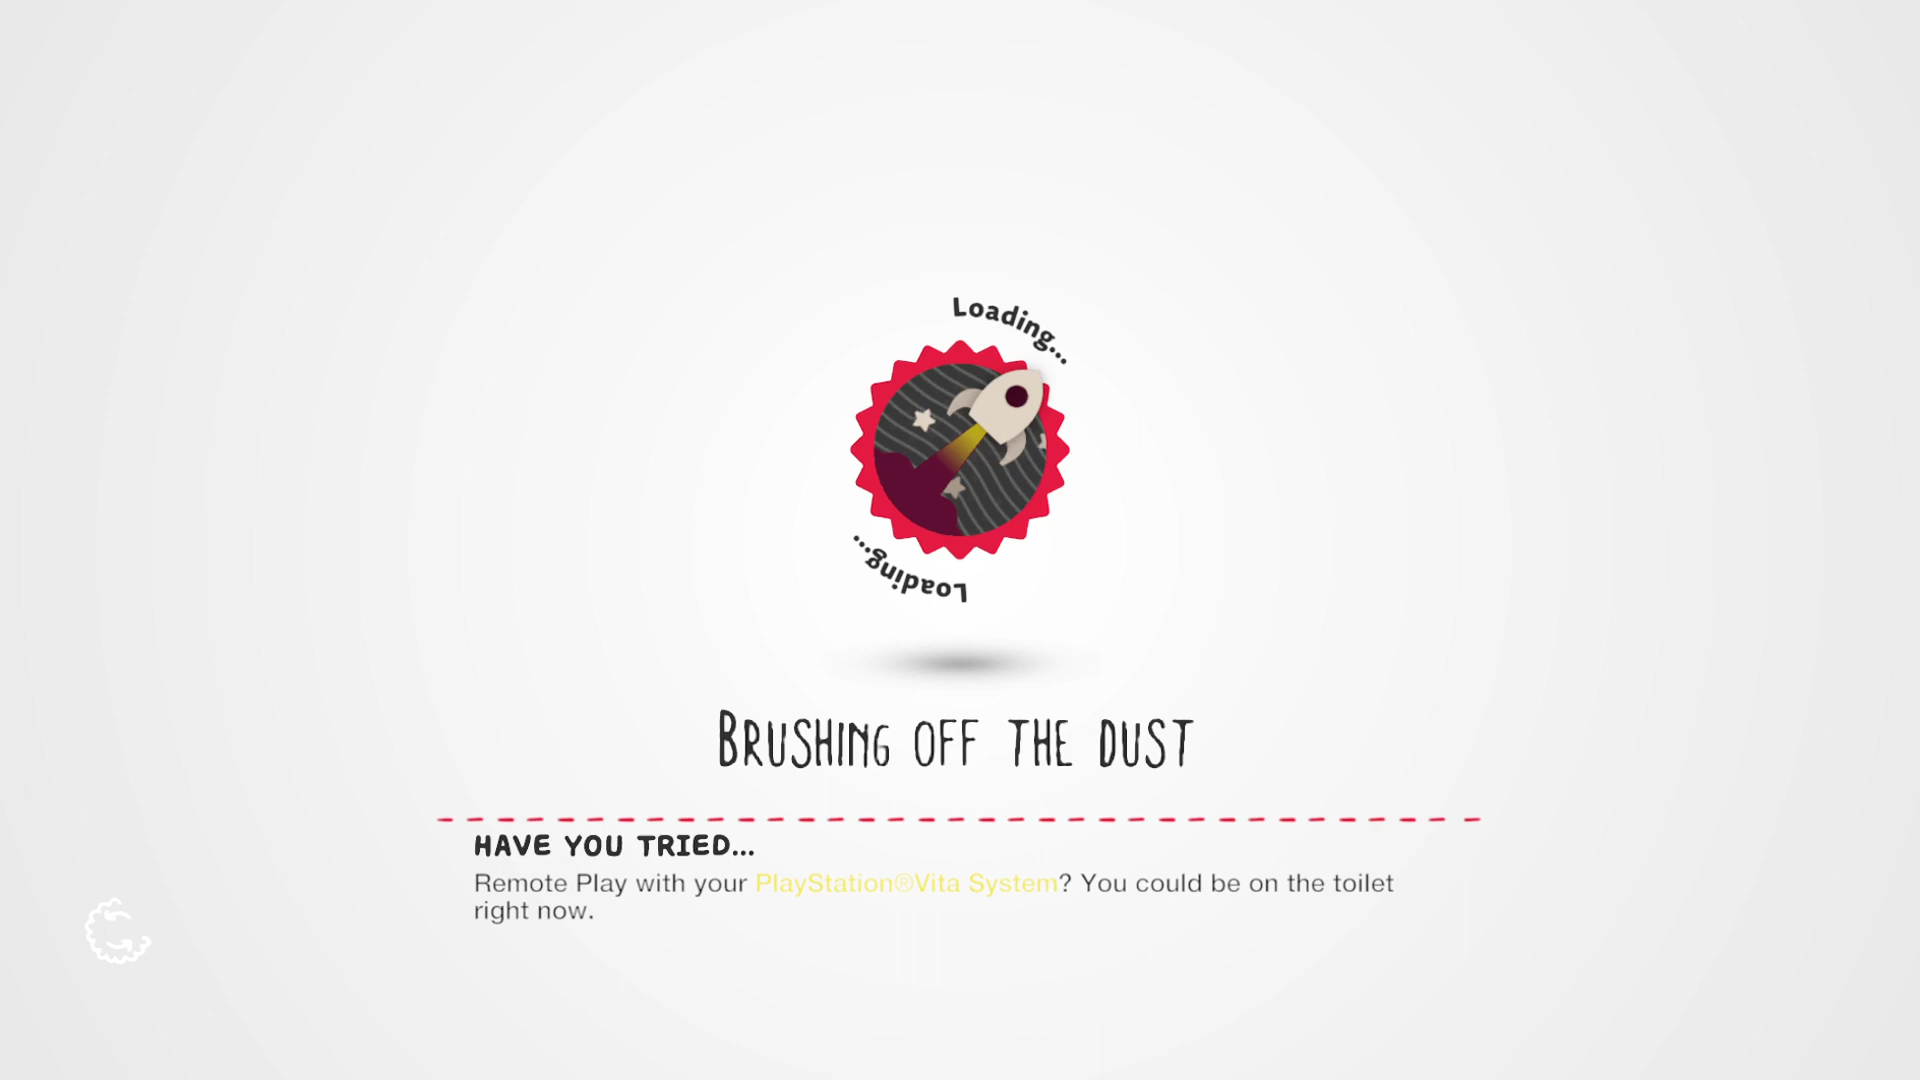 Loading...
Loading...
Brushing off the dust
HAVE YOU TRIED...
Remote Play with your PlayStation®Vita System? You could be on the toilet
right now.